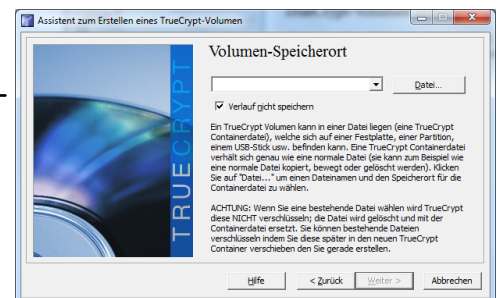 Assistent zum Erstellen eines TrueCrypt-Volumen
Volumen-Speicherort
Datei...
Verlauf nicht speichern
Ein TrueCrypt Volumen kann in einer Datei liegen (eine TrueCrypt
Containerdatei), welche sich auf einer Festplatte, einer Partition,
einem USB-Stick usw. befinden kann. Eine TrueCrypt Containerdatei
verhält sich genau wie eine normale Datei (sie kann zum Beispiel wie
eine normale Datei kopiert, bewegt oder gelöscht werden). Klicken
Sie auf "Datei..." um einen Dateinamen und den Speicherort für die
Containerdatei zu wählen.
ACHTUNG: Wenn Sie eine bestehende Datei wählen wird TrueCrypt
diese NICHT verschlüsseln; die Datei wird gelöscht und mit der
Containerdatei ersetzt. Sie können bestehende Dateien
verschlüsseln indem Sie diese später in den neuen TrueCrypt
Container verschieben den Sie gerade erstellen.
TRUECRYPT
Hilfe
< Zurück
Weiter >
Abbrechen